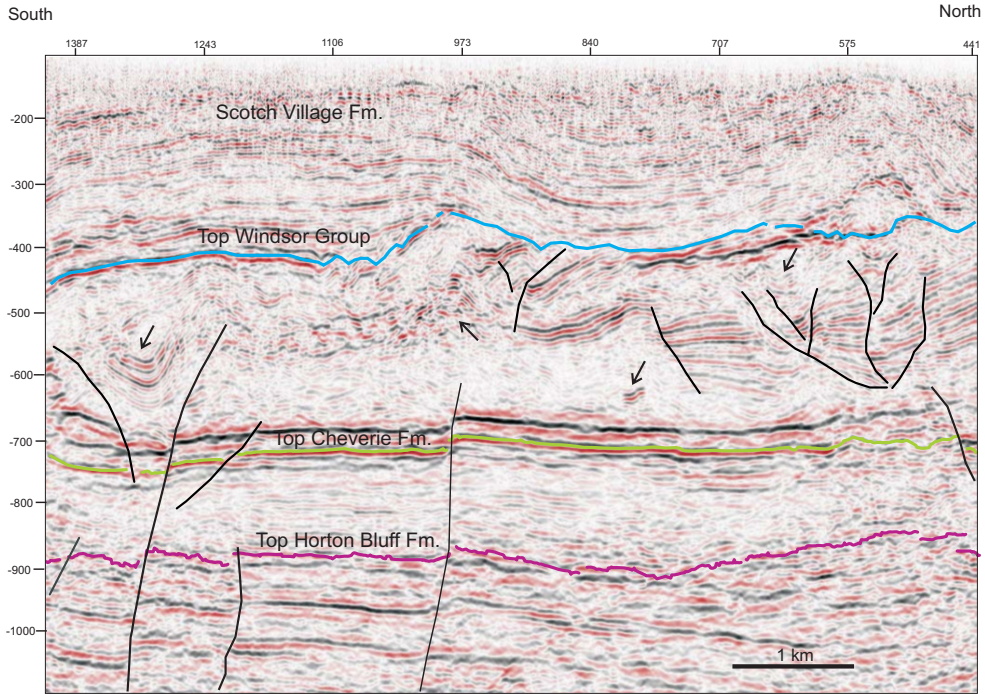 South
North
1387 1243 1106 973 840 707 575 441
-200
Scotch Village Fm.
-300
Top Windsor Group
-400
-500
-600
-700
Top Cheverie Fm.
-800
Top Horton Bluff Fm.
-900
-1000
1 km